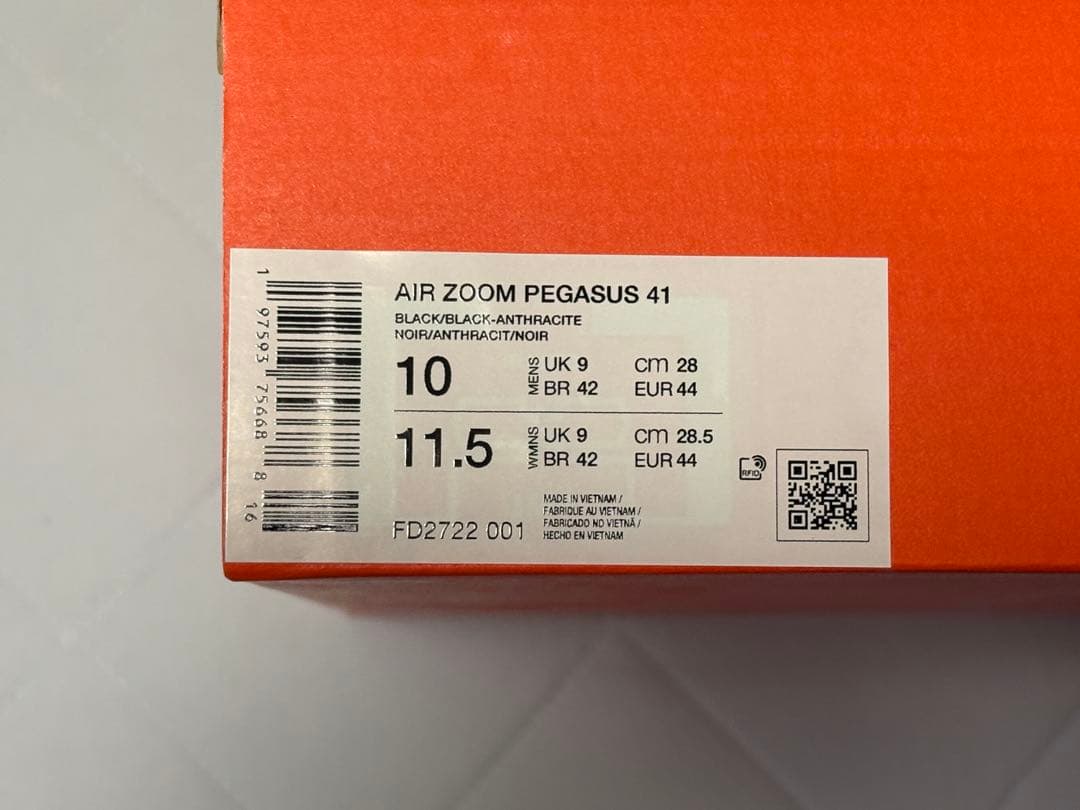 AIR ZOOM PEGASUS 41
BLACK/BLACK-ANTHRACITE
NOIR/ANTHRACIT/NOIR
10 MENS UK 9 cm 28
BR 42 EUR 44
11.5 WMNS UK 9 cm 28.5
BR 42 EUR 44
RFID
MADE IN VIETNAM /
FABRIQUE AU VIETNAM /
FABRICADO NO VIETNÃ /
HECHO EN VIETNAM
FD2722 001
1 97593 75668 8 16